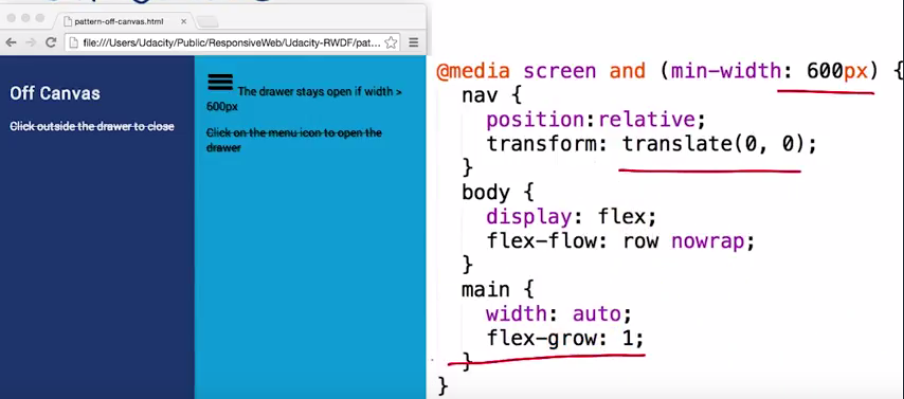 pattern-off-canvas.html
file:///Users/Udacity/Public/ResponsiveWeb/Udacity-RWDF/pat...
Off Canvas
Click outside the drawer to close
The drawer stays open if width >
600px
Click on the menu icon to open the
drawer
@media screen and (min-width: 600px) {
  nav {
    position:relative;
    transform: translate(0, 0);
  }
  body {
    display: flex;
    flex-flow: row nowrap;
  }
  main {
    width: auto;
    flex-grow: 1;
  }
}